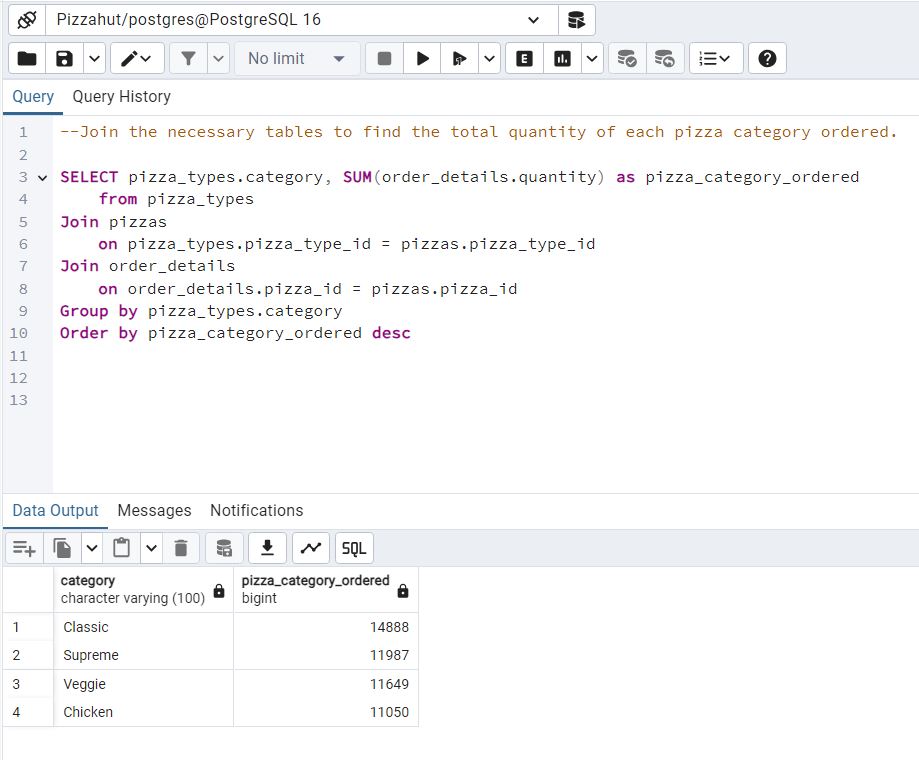 Pizzahut/postgres@PostgreSQL 16
No limit
E
Query Query History
1 --Join the necessary tables to find the total quantity of each pizza category ordered.
2
3 SELECT pizza_types.category, SUM(order_details.quantity) as pizza_category_ordered
4 from pizza_types
5 Join pizzas
6 on pizza_types.pizza_type_id = pizzas.pizza_type_id
7 Join order_details
8 on order_details.pizza_id = pizzas.pizza_id
9 Group by pizza_types.category
10 Order by pizza_category_ordered desc
11
12
13
Data Output Messages Notifications
SQL
category pizza_category_ordered
character varying (100) bigint
1 Classic 14888
2 Supreme 11987
3 Veggie 11649
4 Chicken 11050